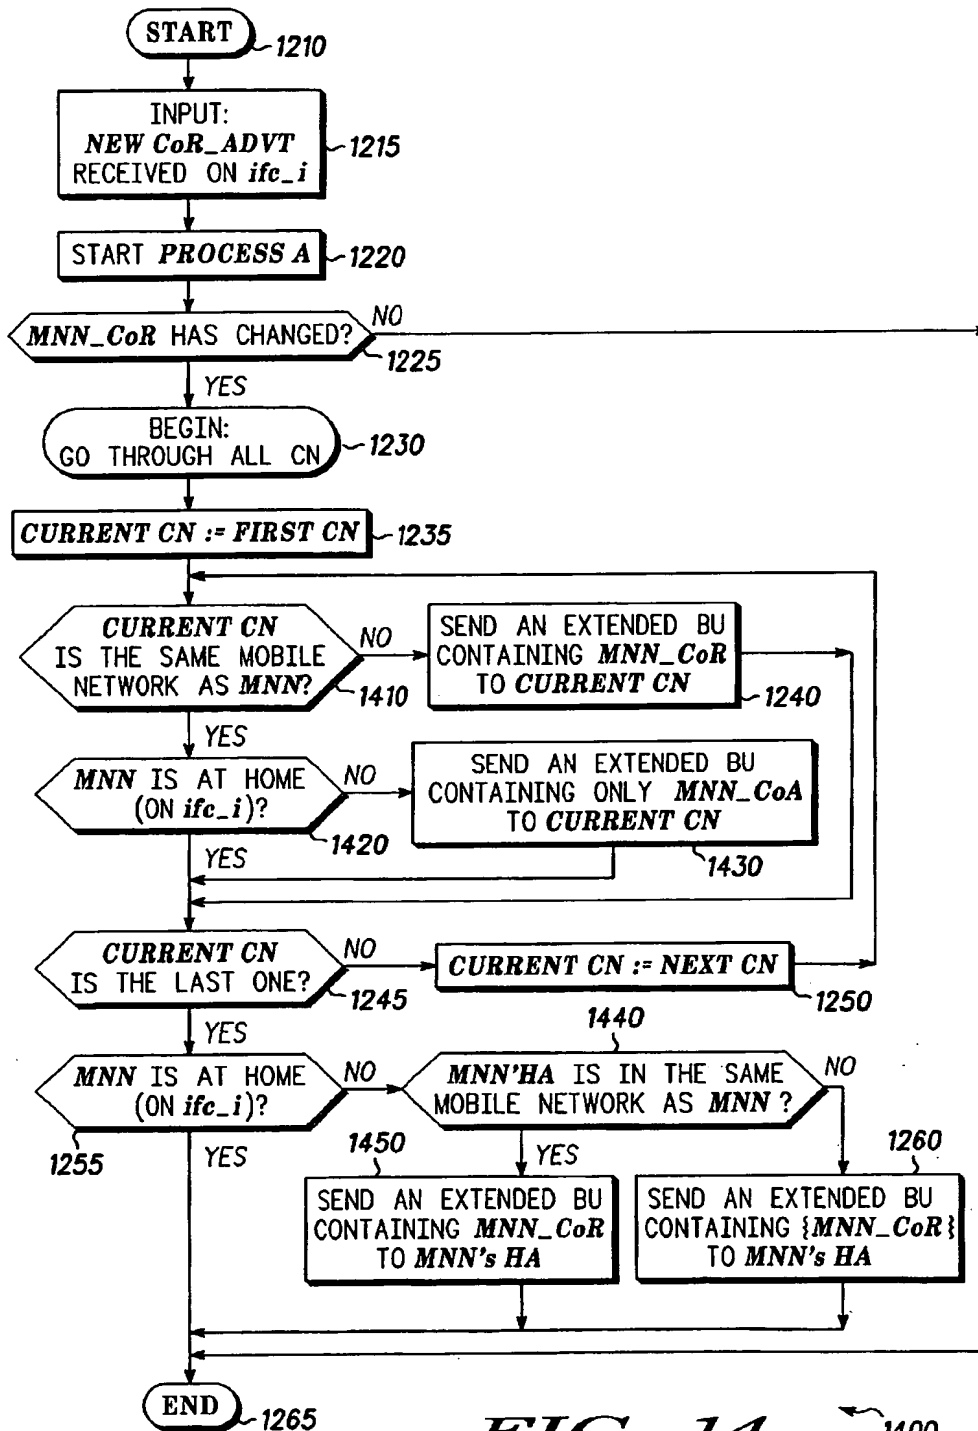 START
1210
INPUT:
NEW CoR_ADVT
RECEIVED ON ifc_i
1215
START PROCESS A
1220
MNN_CoR HAS CHANGED?
NO
1225
YES
BEGIN:
GO THROUGH ALL CN
1230
CURRENT CN := FIRST CN
1235
CURRENT CN
IS THE SAME MOBILE
NETWORK AS MNN?
NO
1410
SEND AN EXTENDED BU
CONTAINING MNN_CoR
TO CURRENT CN
1240
YES
MNN IS AT HOME
(ON ifc_i)?
NO
1420
SEND AN EXTENDED BU
CONTAINING ONLY MNN_CoA
TO CURRENT CN
1430
YES
CURRENT CN
IS THE LAST ONE?
NO
1245
CURRENT CN := NEXT CN
1250
YES
MNN IS AT HOME
(ON ifc_i)?
NO
1255
1440
MNN'HA IS IN THE SAME
MOBILE NETWORK AS MNN ?
NO
YES
1450
YES
1260
SEND AN EXTENDED BU
CONTAINING MNN_CoR
TO MNN's HA
SEND AN EXTENDED BU
CONTAINING {MNN_CoR}
TO MNN's HA
END
1265
FIG. 14
1400